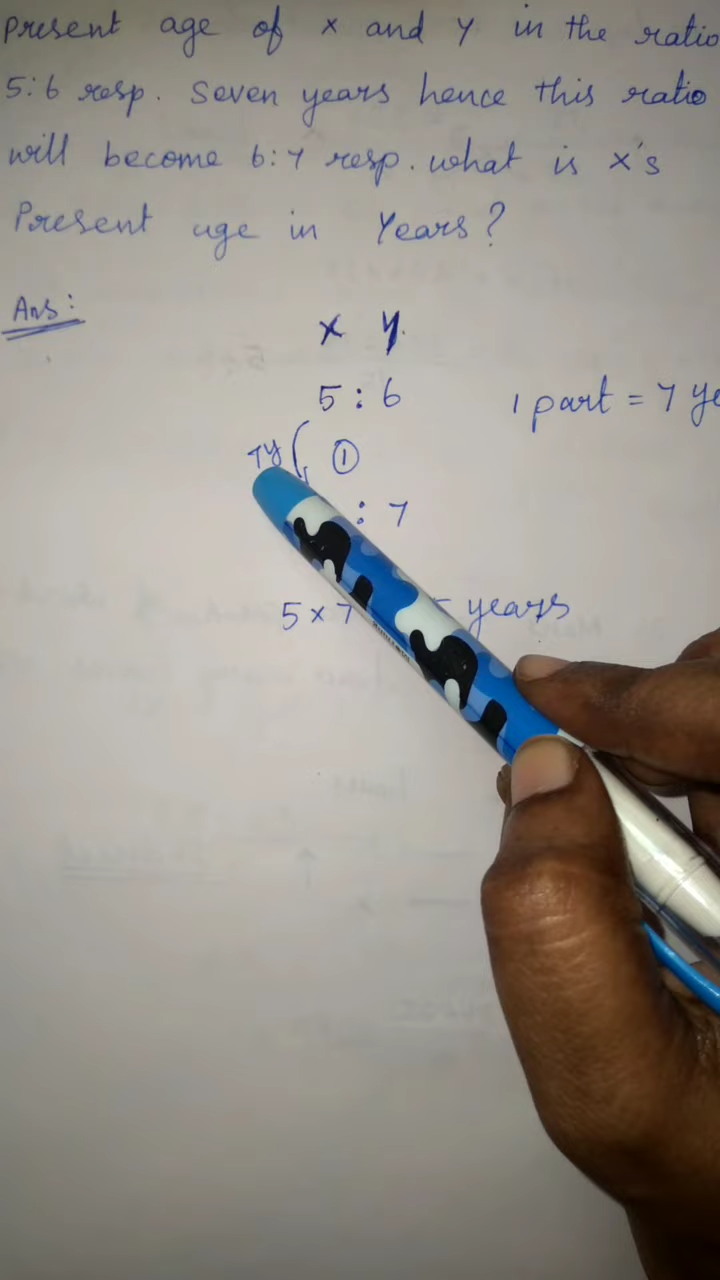 Present age of x and y in the ratio
5:6 resp. Seven years hence this ratio
will become 6:7 resp. what is x's
Present age in Years?
Ans:
x y
5 : 6 1 part = 7 ye
7y 1
: 7
5 x 7 years